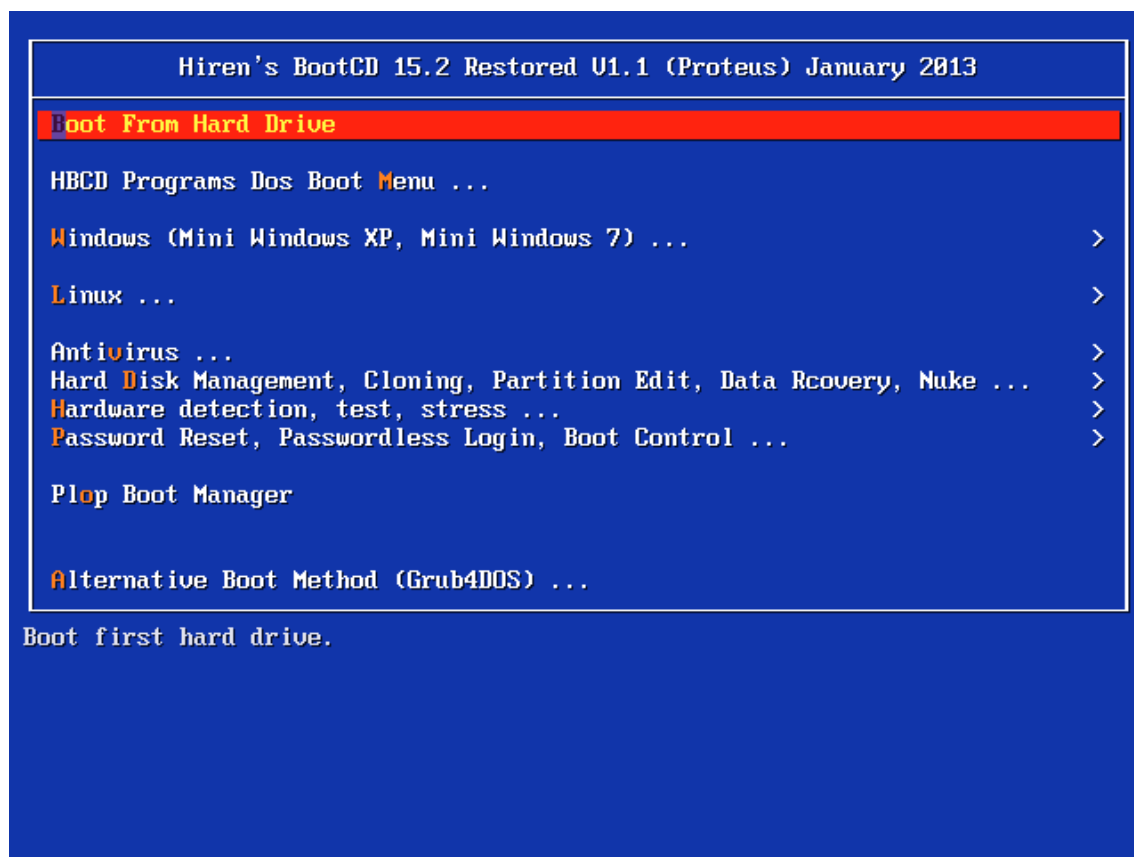 Hiren's BootCD 15.2 Restored V1.1 (Proteus) January 2013
Boot From Hard Drive
HBCD Programs Dos Boot Menu ...
Windows (Mini Windows XP, Mini Windows 7) ... >
Linux ... >
Antivirus ... >
Hard Disk Management, Cloning, Partition Edit, Data Rcovery, Nuke ... >
Hardware detection, test, stress ... >
Password Reset, Passwordless Login, Boot Control ... >
Plop Boot Manager
Alternative Boot Method (Grub4DOS) ...
Boot first hard drive.